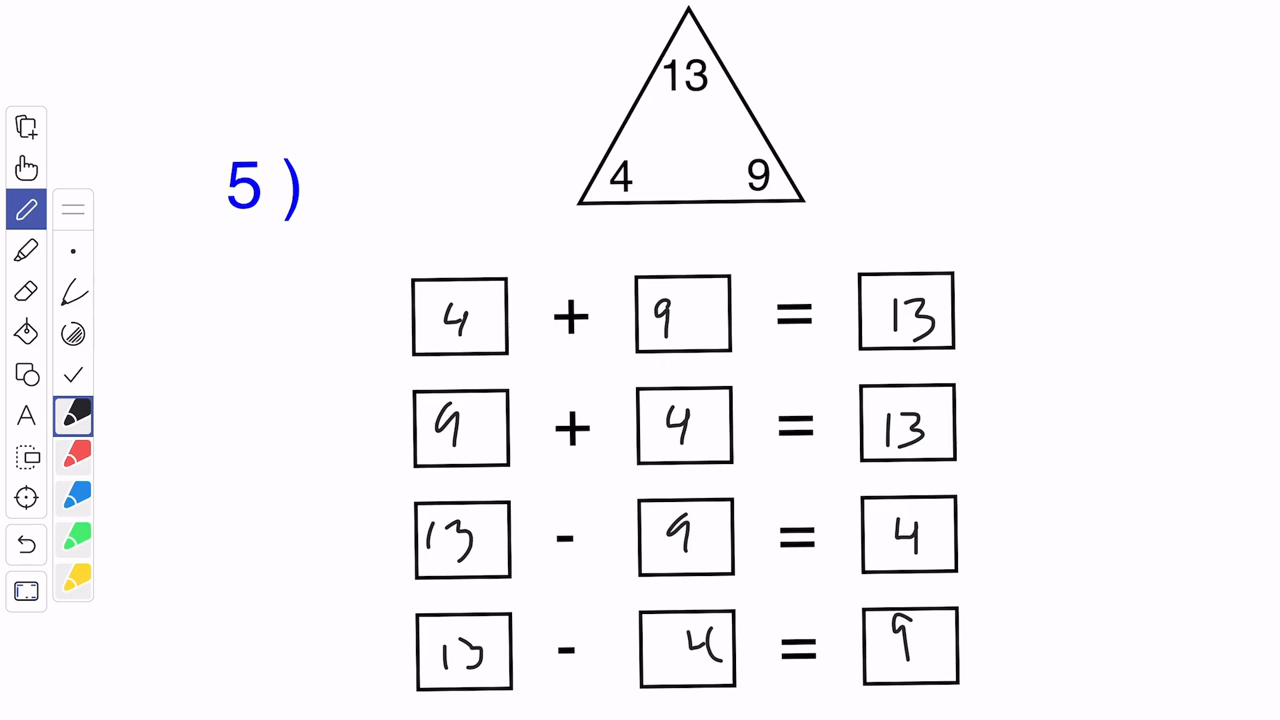 13
4 9
5 )
4 + 9 = 13
9 + 4 = 13
13 - 9 = 4
13 - 4 = 9
A